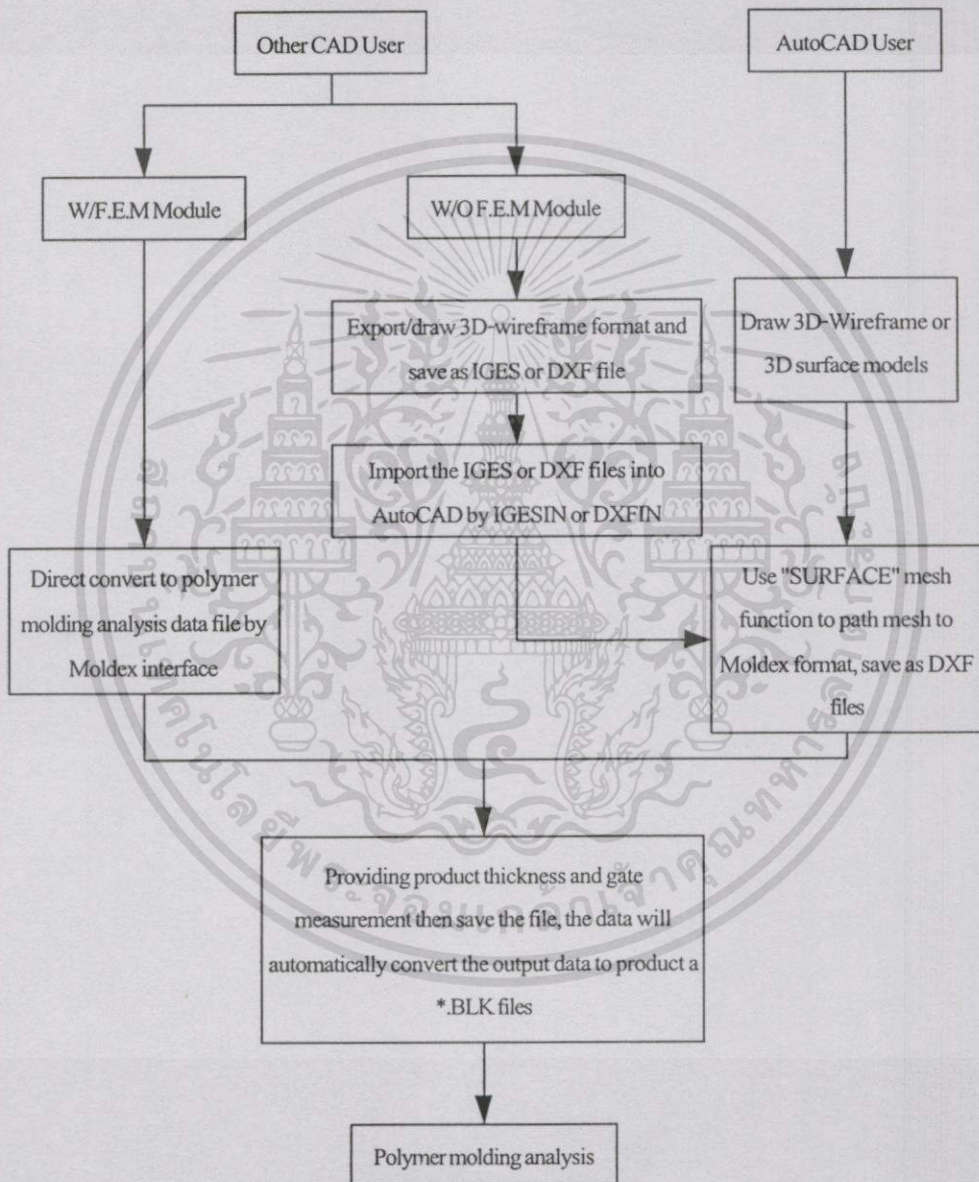 Other CAD User
AutoCAD User
W/F.E.M Module
W/O F.E.M Module
Export/draw 3D-wireframe format and
save as IGES or DXF file
Draw 3D-Wireframe or
3D surface models
Import the IGES or DXF files into
AutoCAD by IGESIN or DXFIN
Direct convert to polymer
molding analysis data file by
Moldex interface
Use "SURFACE" mesh
function to path mesh to
Moldex format, save as DXF
files
Providing product thickness and gate
measurement then save the file, the data will
automatically convert the output data to product a
*.BLK files
Polymer molding analysis